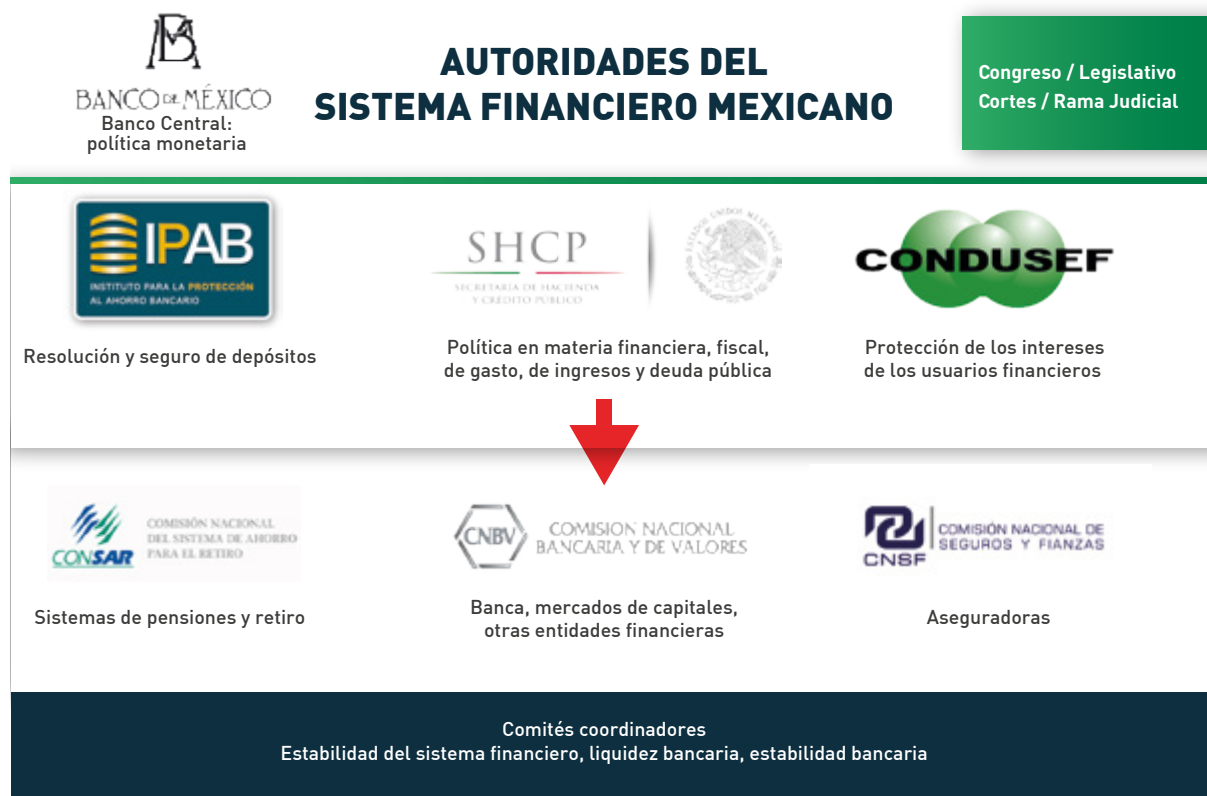 BANCO DE MÉXICO
Banco Central:
política monetaria
AUTORIDADES DEL
SISTEMA FINANCIERO MEXICANO
Congreso / Legislativo
Cortes / Rama Judicial
IPAB
INSTITUTO PARA LA PROTECCIÓN
AL AHORRO BANCARIO
Resolución y seguro de depósitos
SHCP
SECRETARÍA DE HACIENDA
Y CRÉDITO PÚBLICO
ESTADOS UNIDOS MEXICANOS
Política en materia financiera, fiscal,
de gasto, de ingresos y deuda pública
CONDUSEF
Protección de los intereses
de los usuarios financieros
CONSAR
COMISIÓN NACIONAL
DEL SISTEMA DE AHORRO
PARA EL RETIRO
Sistemas de pensiones y retiro
CNBV
COMISION NACIONAL
BANCARIA Y DE VALORES
Banca, mercados de capitales,
otras entidades financieras
CNSF
COMISIÓN NACIONAL DE
SEGUROS Y FIANZAS
Aseguradoras
Comités coordinadores
Estabilidad del sistema financiero, liquidez bancaria, estabilidad bancaria